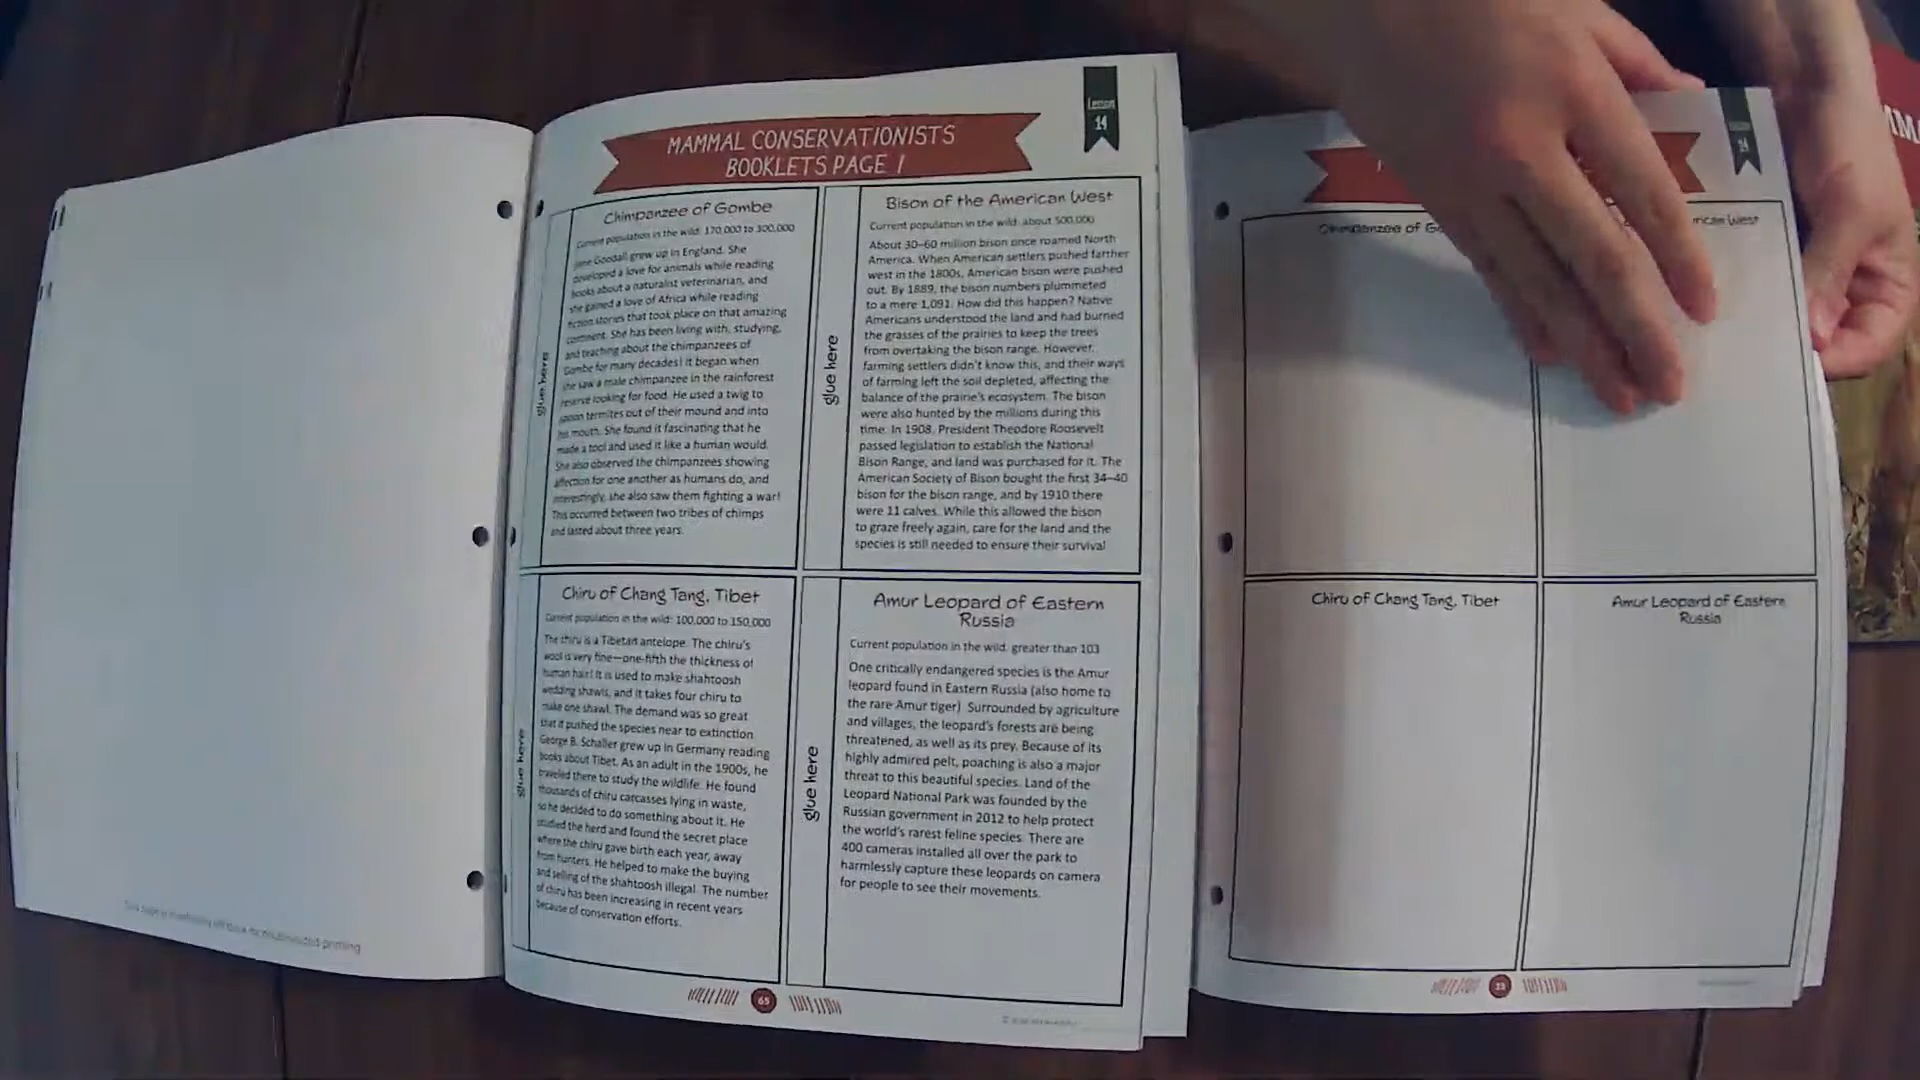 Lesson
14
MAMMAL CONSERVATIONISTS
BOOKLETS PAGE 1
glue here
Chimpanzee of Gombe
Current population in the wild: 170,000 to 300,000
Jane Goodall grew up in England. She
developed a love for animals while reading
books about a naturalist veterinarian, and
she gained a love of Africa while reading
fiction stories that took place on that amazing
continent. She has been living with, studying,
and teaching about the chimpanzees of
Gombe for many decades! It began when
she saw a male chimpanzee in the rainforest
reserve looking for food. He used a twig to
spoon termites out of their mound and into
his mouth. She found it fascinating that he
made a tool and used it like a human would.
She also observed the chimpanzees showing
affection for one another as humans do, and
interestingly, she also saw them fighting a war!
This occurred between two tribes of chimps
and lasted about three years.
glue here
Bison of the American West
Current population in the wild: about 500,000
About 30–60 million bison once roamed North
America. When American settlers pushed farther
west in the 1800s, American bison were pushed
out. By 1889, the bison numbers plummeted
to a mere 1,091. How did this happen? Native
Americans understood the land and had burned
the grasses of the prairies to keep the trees
from overtaking the bison range. However,
farming settlers didn't know this, and their ways
of farming left the soil depleted, affecting the
balance of the prairie's ecosystem. The bison
were also hunted by the millions during this
time. In 1908, President Theodore Roosevelt
passed legislation to establish the National
Bison Range, and land was purchased for it. The
American Society of Bison bought the first 34–40
bison for the bison range, and by 1910 there
were 11 calves. While this allowed the bison
to graze freely again, care for the land and the
species is still needed to ensure their survival
glue here
Chiru of Chang Tang, Tibet
Current population in the wild: 100,000 to 150,000
The chiru is a Tibetan antelope. The chiru's
wool is very fine—one-fifth the thickness of
human hair! It is used to make shahtoosh
wedding shawls, and it takes four chiru to
make one shawl. The demand was so great
that it pushed the species near to extinction
George B. Schaller grew up in Germany reading
books about Tibet. As an adult in the 1900s, he
traveled there to study the wildlife. He found
thousands of chiru carcasses lying in waste,
so he decided to do something about it. He
studied the herd and found the secret place
where the chiru gave birth each year, away
from hunters. He helped to make the buying
and selling of the shahtoosh illegal. The number
of chiru has been increasing in recent years
because of conservation efforts.
glue here
Amur Leopard of Eastern
Russia
Current population in the wild: greater than 103
One critically endangered species is the Amur
leopard found in Eastern Russia (also home to
the rare Amur tiger) Surrounded by agriculture
and villages, the leopard's forests are being
threatened, as well as its prey. Because of its
highly admired pelt, poaching is also a major
threat to this beautiful species. Land of the
Leopard National Park was founded by the
Russian government in 2012 to help protect
the world's rarest feline species. There are
400 cameras installed all over the park to
harmlessly capture these leopards on camera
for people to see their movements.
65
14
Chimpanzee of
Chiru of Chang Tang, Tibet
Amur Leopard of Eastern
Russia